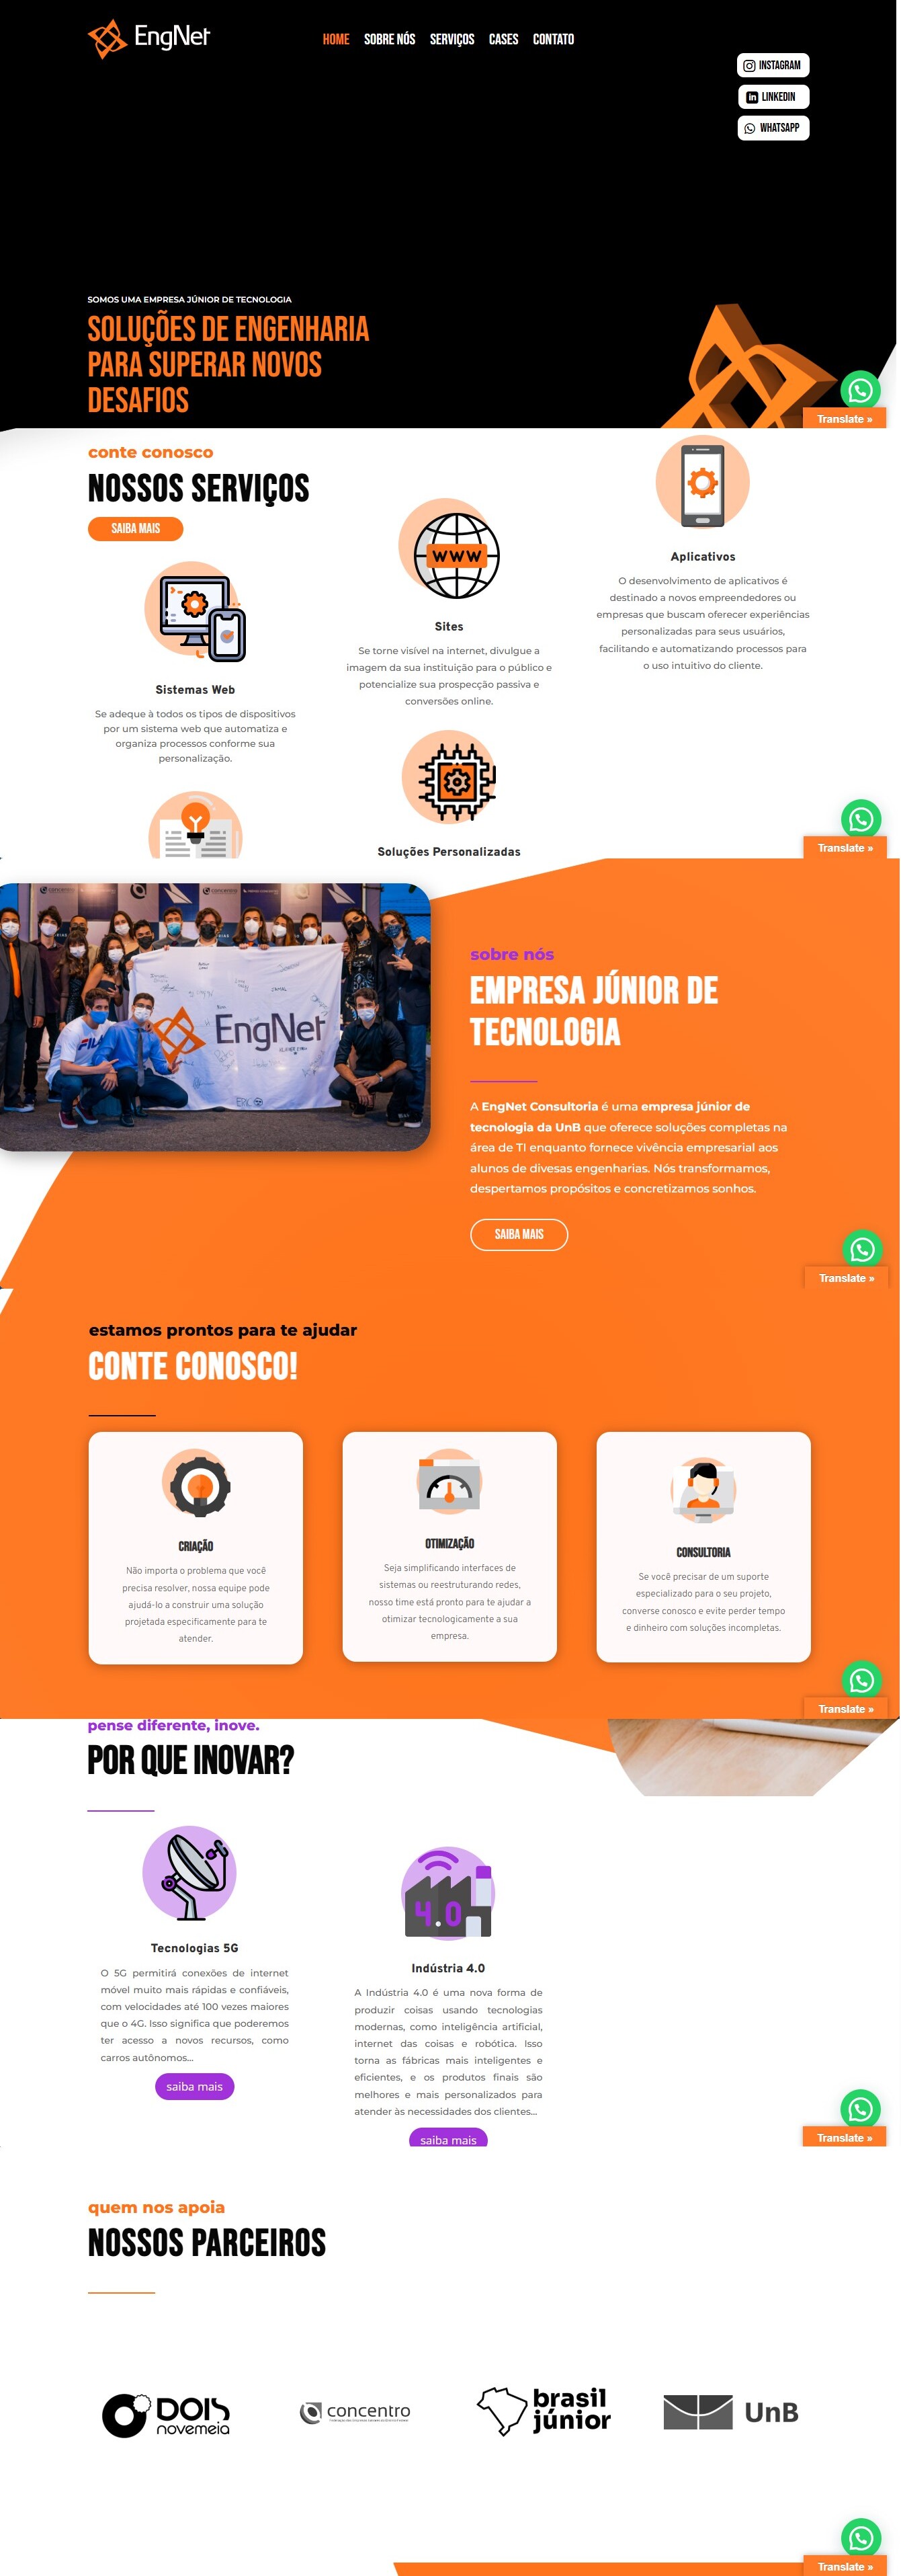 EngNet
HOME SOBRE NÓS SERVIÇOS CASES CONTATO
INSTAGRAM
LINKEDIN
WHATSAPP
SOMOS UMA EMPRESA JÚNIOR DE TECNOLOGIA
SOLUÇÕES DE ENGENHARIA
PARA SUPERAR NOVOS
DESAFIOS
Translate »
conte conosco
NOSSOS SERVIÇOS
SAIBA MAIS
Sistemas Web
Se adeque à todos os tipos de dispositivos
por um sistema web que automatiza e
organiza processos conforme sua
personalização.
WWW
Sites
Se torne visível na internet, divulgue a
imagem da sua instituição para o público e
potencialize sua prospecção passiva e
conversões online.
Soluções Personalizadas
Aplicativos
O desenvolvimento de aplicativos é
destinado a novos empreendedores ou
empresas que buscam oferecer experiências
personalizadas para seus usuários,
facilitando e automatizando processos para
o uso intuitivo do cliente.
Translate »
concentro
EngNet
sobre nós
EMPRESA JÚNIOR DE
TECNOLOGIA
A EngNet Consultoria é uma empresa júnior de
tecnologia da UnB que oferece soluções completas na
área de TI enquanto fornece vivência empresarial aos
alunos de divesas engenharias. Nós transformamos,
despertamos propósitos e concretizamos sonhos.
SAIBA MAIS
Translate »
estamos prontos para te ajudar
CONTE CONOSCO!
CRIAÇÃO
Não importa o problema que você
precisa resolver, nossa equipe pode
ajudá-lo a construir uma solução
projetada especificamente para te
atender.
OTIMIZAÇÃO
Seja simplificando interfaces de
sistemas ou reestruturando redes,
nosso time está pronto para te ajudar a
otimizar tecnologicamente a sua
empresa.
CONSULTORIA
Se você precisar de um suporte
especializado para o seu projeto,
converse conosco e evite perder tempo
e dinheiro com soluções incompletas.
Translate »
pense diferente, inove.
POR QUE INOVAR?
Tecnologias 5G
O 5G permitirá conexões de internet
móvel muito mais rápidas e confiáveis,
com velocidades até 100 vezes maiores
que o 4G. Isso significa que poderemos
ter acesso a novos recursos, como
carros autônomos...
saiba mais
4.0
Indústria 4.0
A Indústria 4.0 é uma nova forma de
produzir coisas usando tecnologias
modernas, como inteligência artificial,
internet das coisas e robótica. Isso
torna as fábricas mais inteligentes e
eficientes, e os produtos finais são
melhores e mais personalizados para
atender às necessidades dos clientes...
saiba mais
Translate »
quem nos apoia
NOSSOS PARCEIROS
DOIS
novemeia
concentro
brasil
júnior
UnB
Translate »